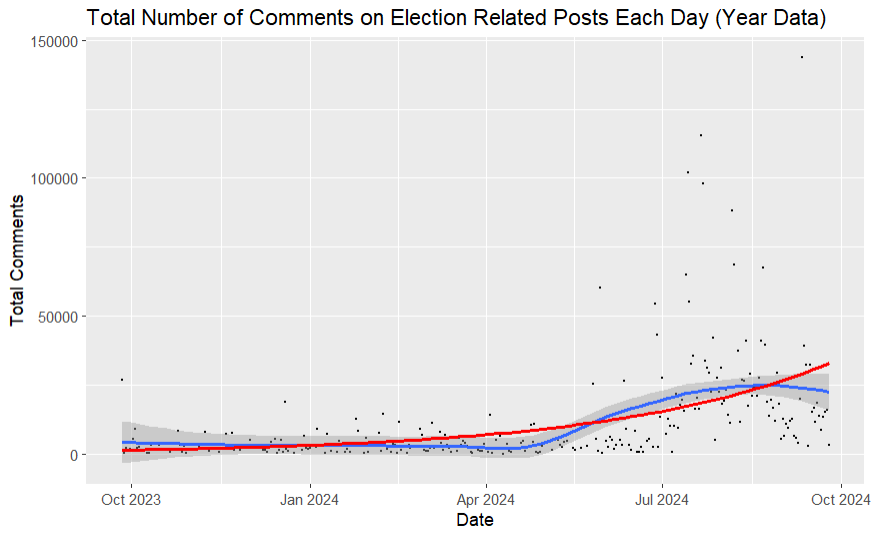 Total Number of Comments on Election Related Posts Each Day (Year Data)
150000
100000
50000
0
Total Comments
Oct 2023 Jan 2024 Apr 2024 Jul 2024 Oct 2024
Date